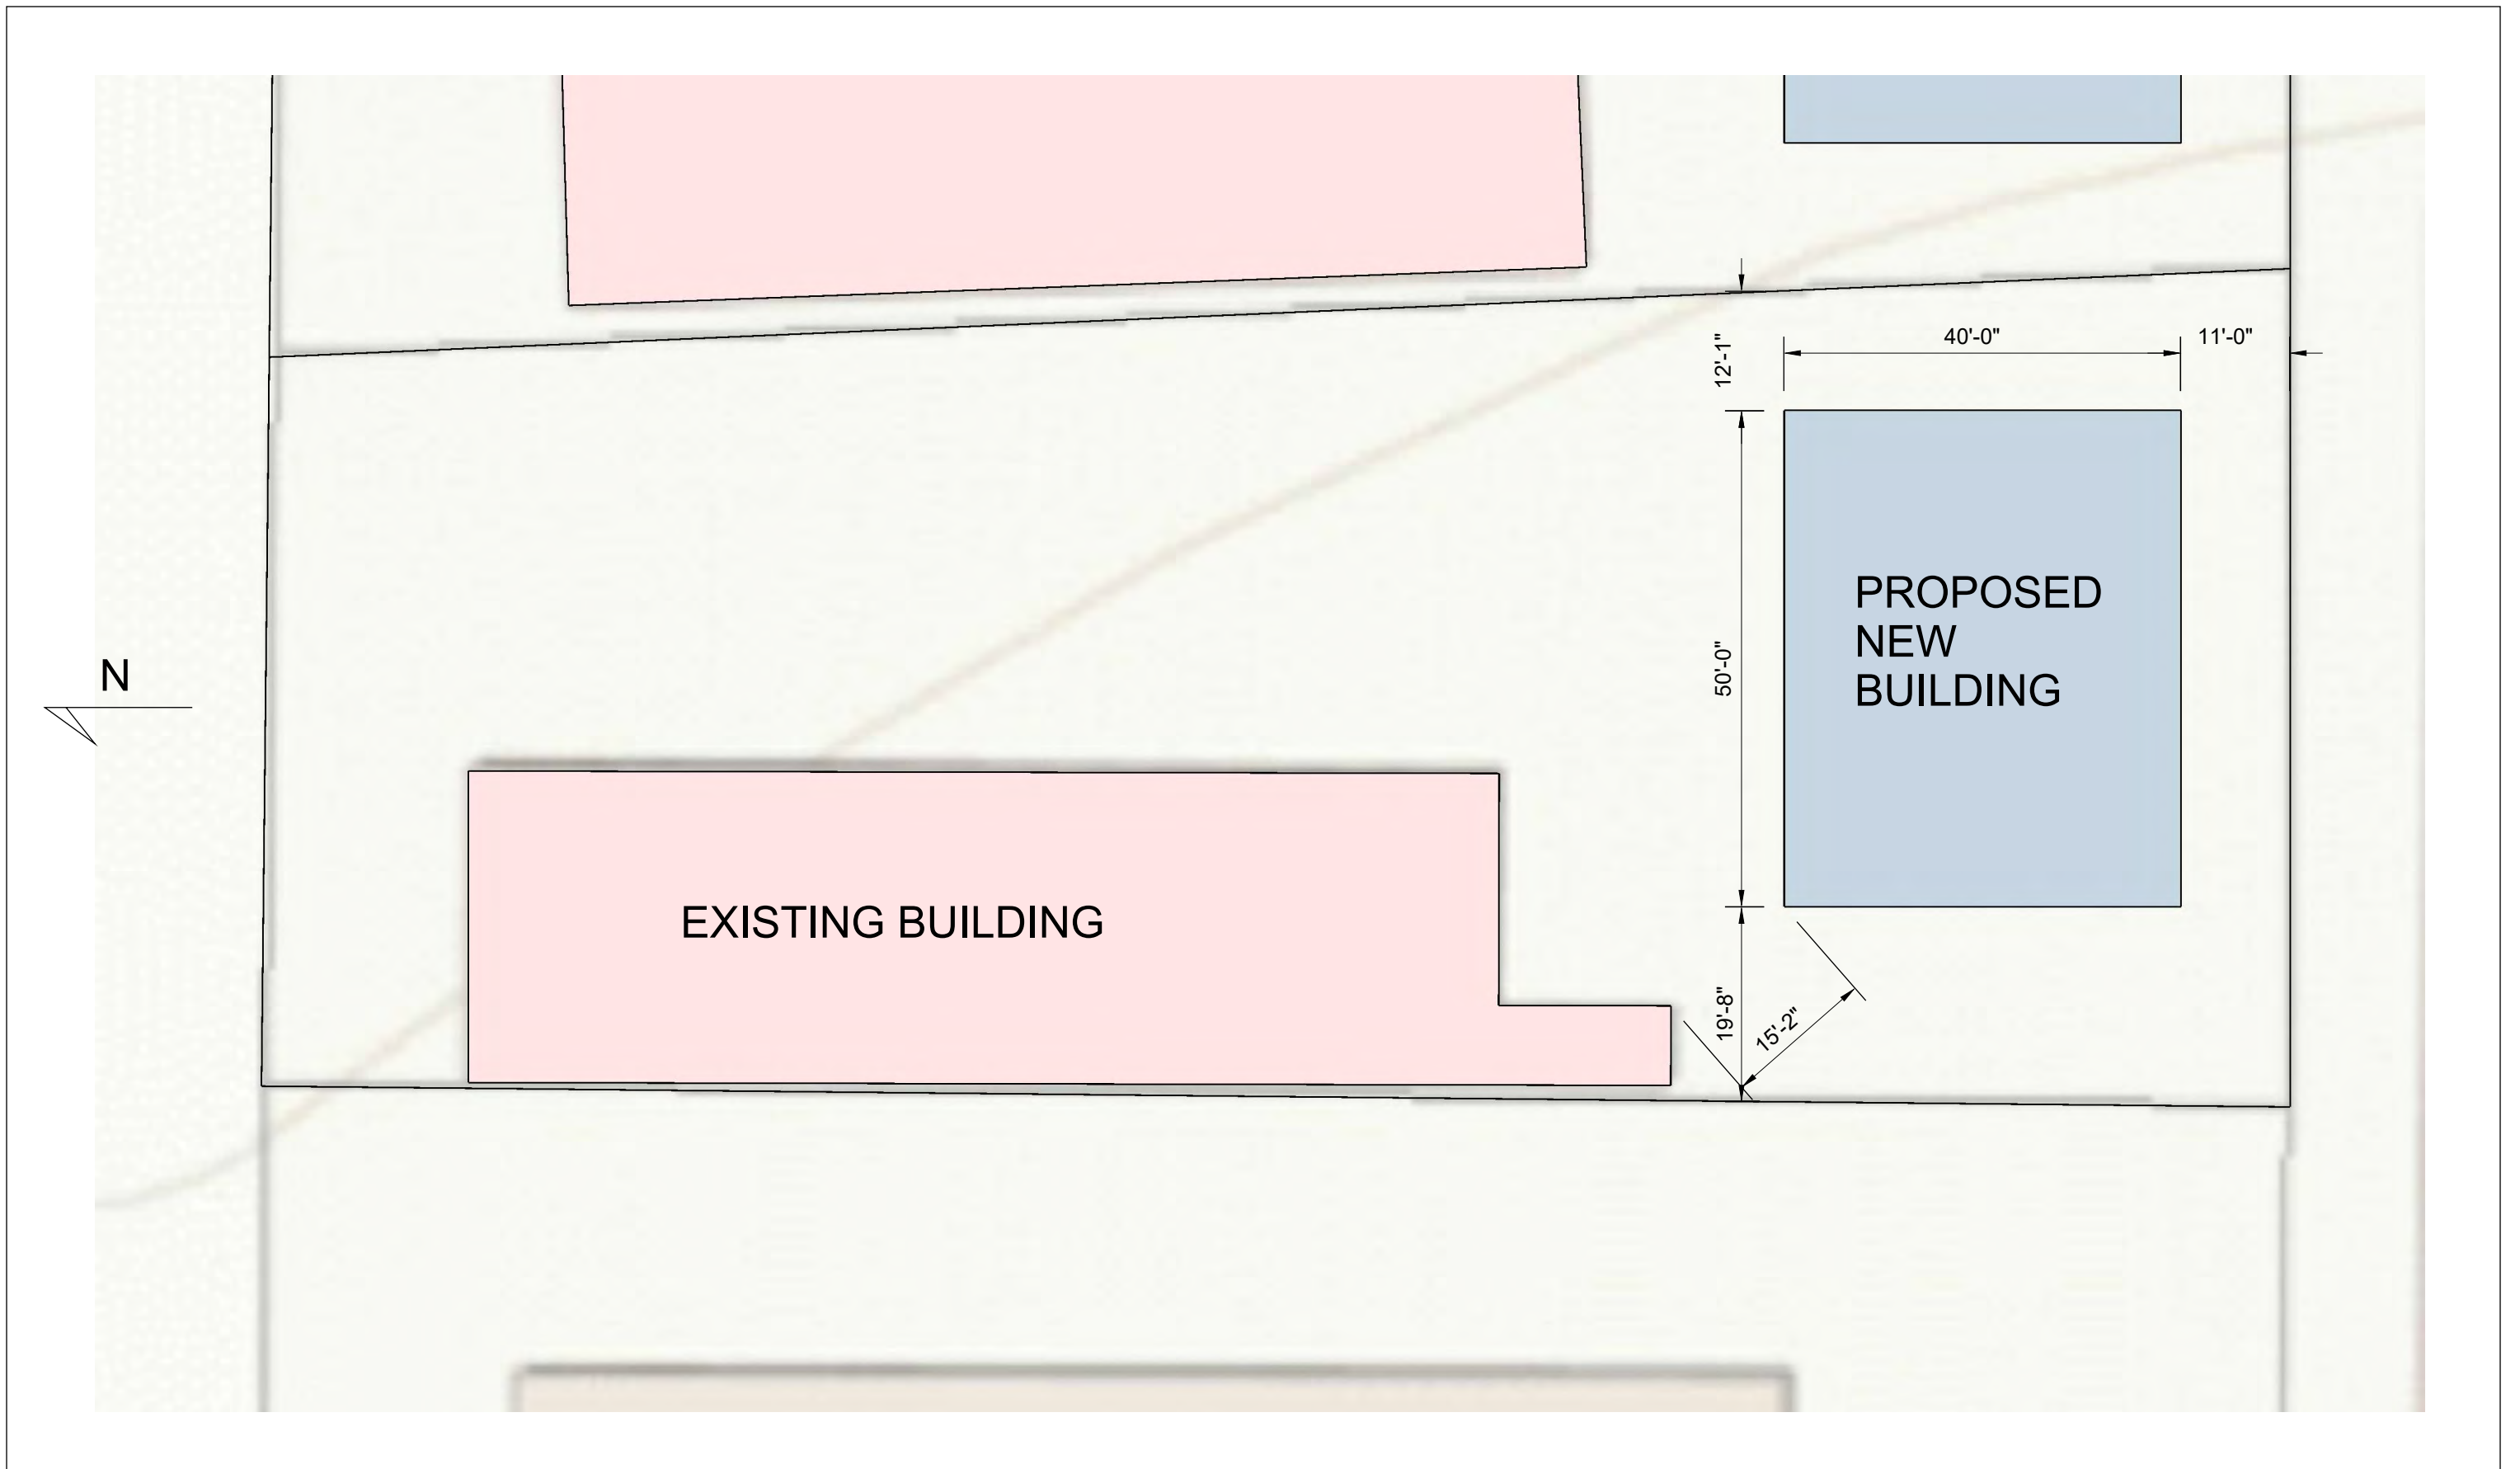 40'-0"
11'-0"
12'-1"
PROPOSED
NEW
BUILDING
N
50'-0"
EXISTING BUILDING
19'-8"
15'-2"